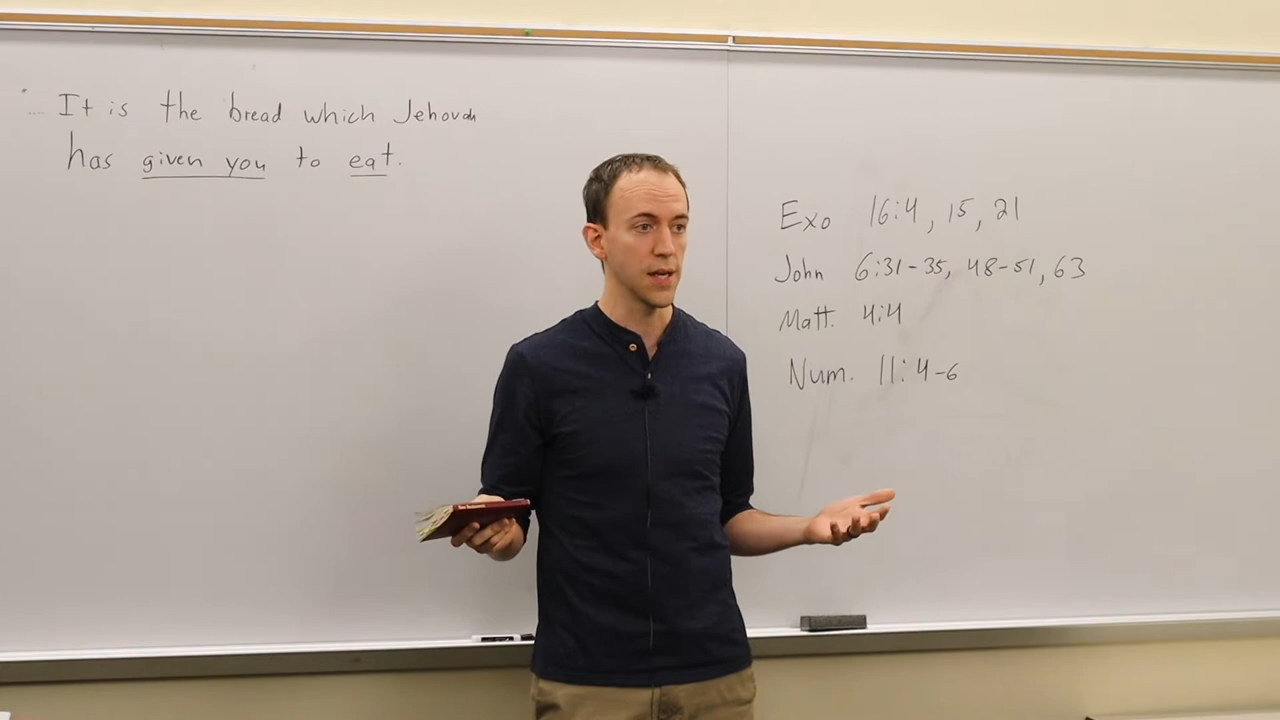 .... It is the bread which Jehovah
has given you to eat.
Exo 16:4, 15, 21
John 6:31-35, 48-51, 63
Matt. 4:4
Num. 11:4-6